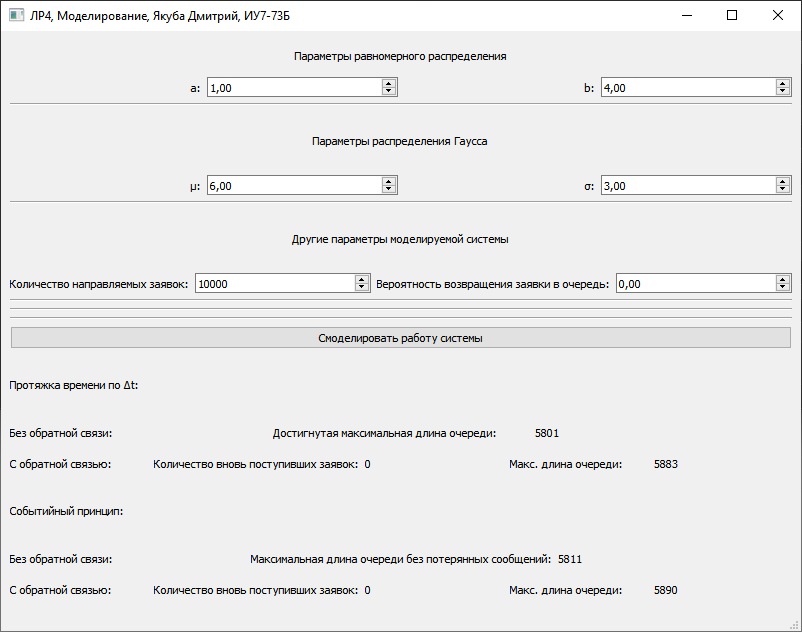 ЛР4, Моделирование, Якуба Дмитрий, ИУ7-73Б
Параметры равномерного распределения
a: 1,00 b: 4,00
Параметры распределения Гаусса
μ: 6,00 σ: 3,00
Другие параметры моделируемой системы
Количество направляемых заявок: 10000 Вероятность возвращения заявки в очередь: 0,00
Смоделировать работу системы
Протяжка времени по Δt:
Без обратной связи: Достигнутая максимальная длина очереди: 5801
С обратной связью: Количество вновь поступивших заявок: 0 Макс. длина очереди: 5883
Событийный принцип:
Без обратной связи: Максимальная длина очереди без потерянных сообщений: 5811
С обратной связью: Количество вновь поступивших заявок: 0 Макс. длина очереди: 5890